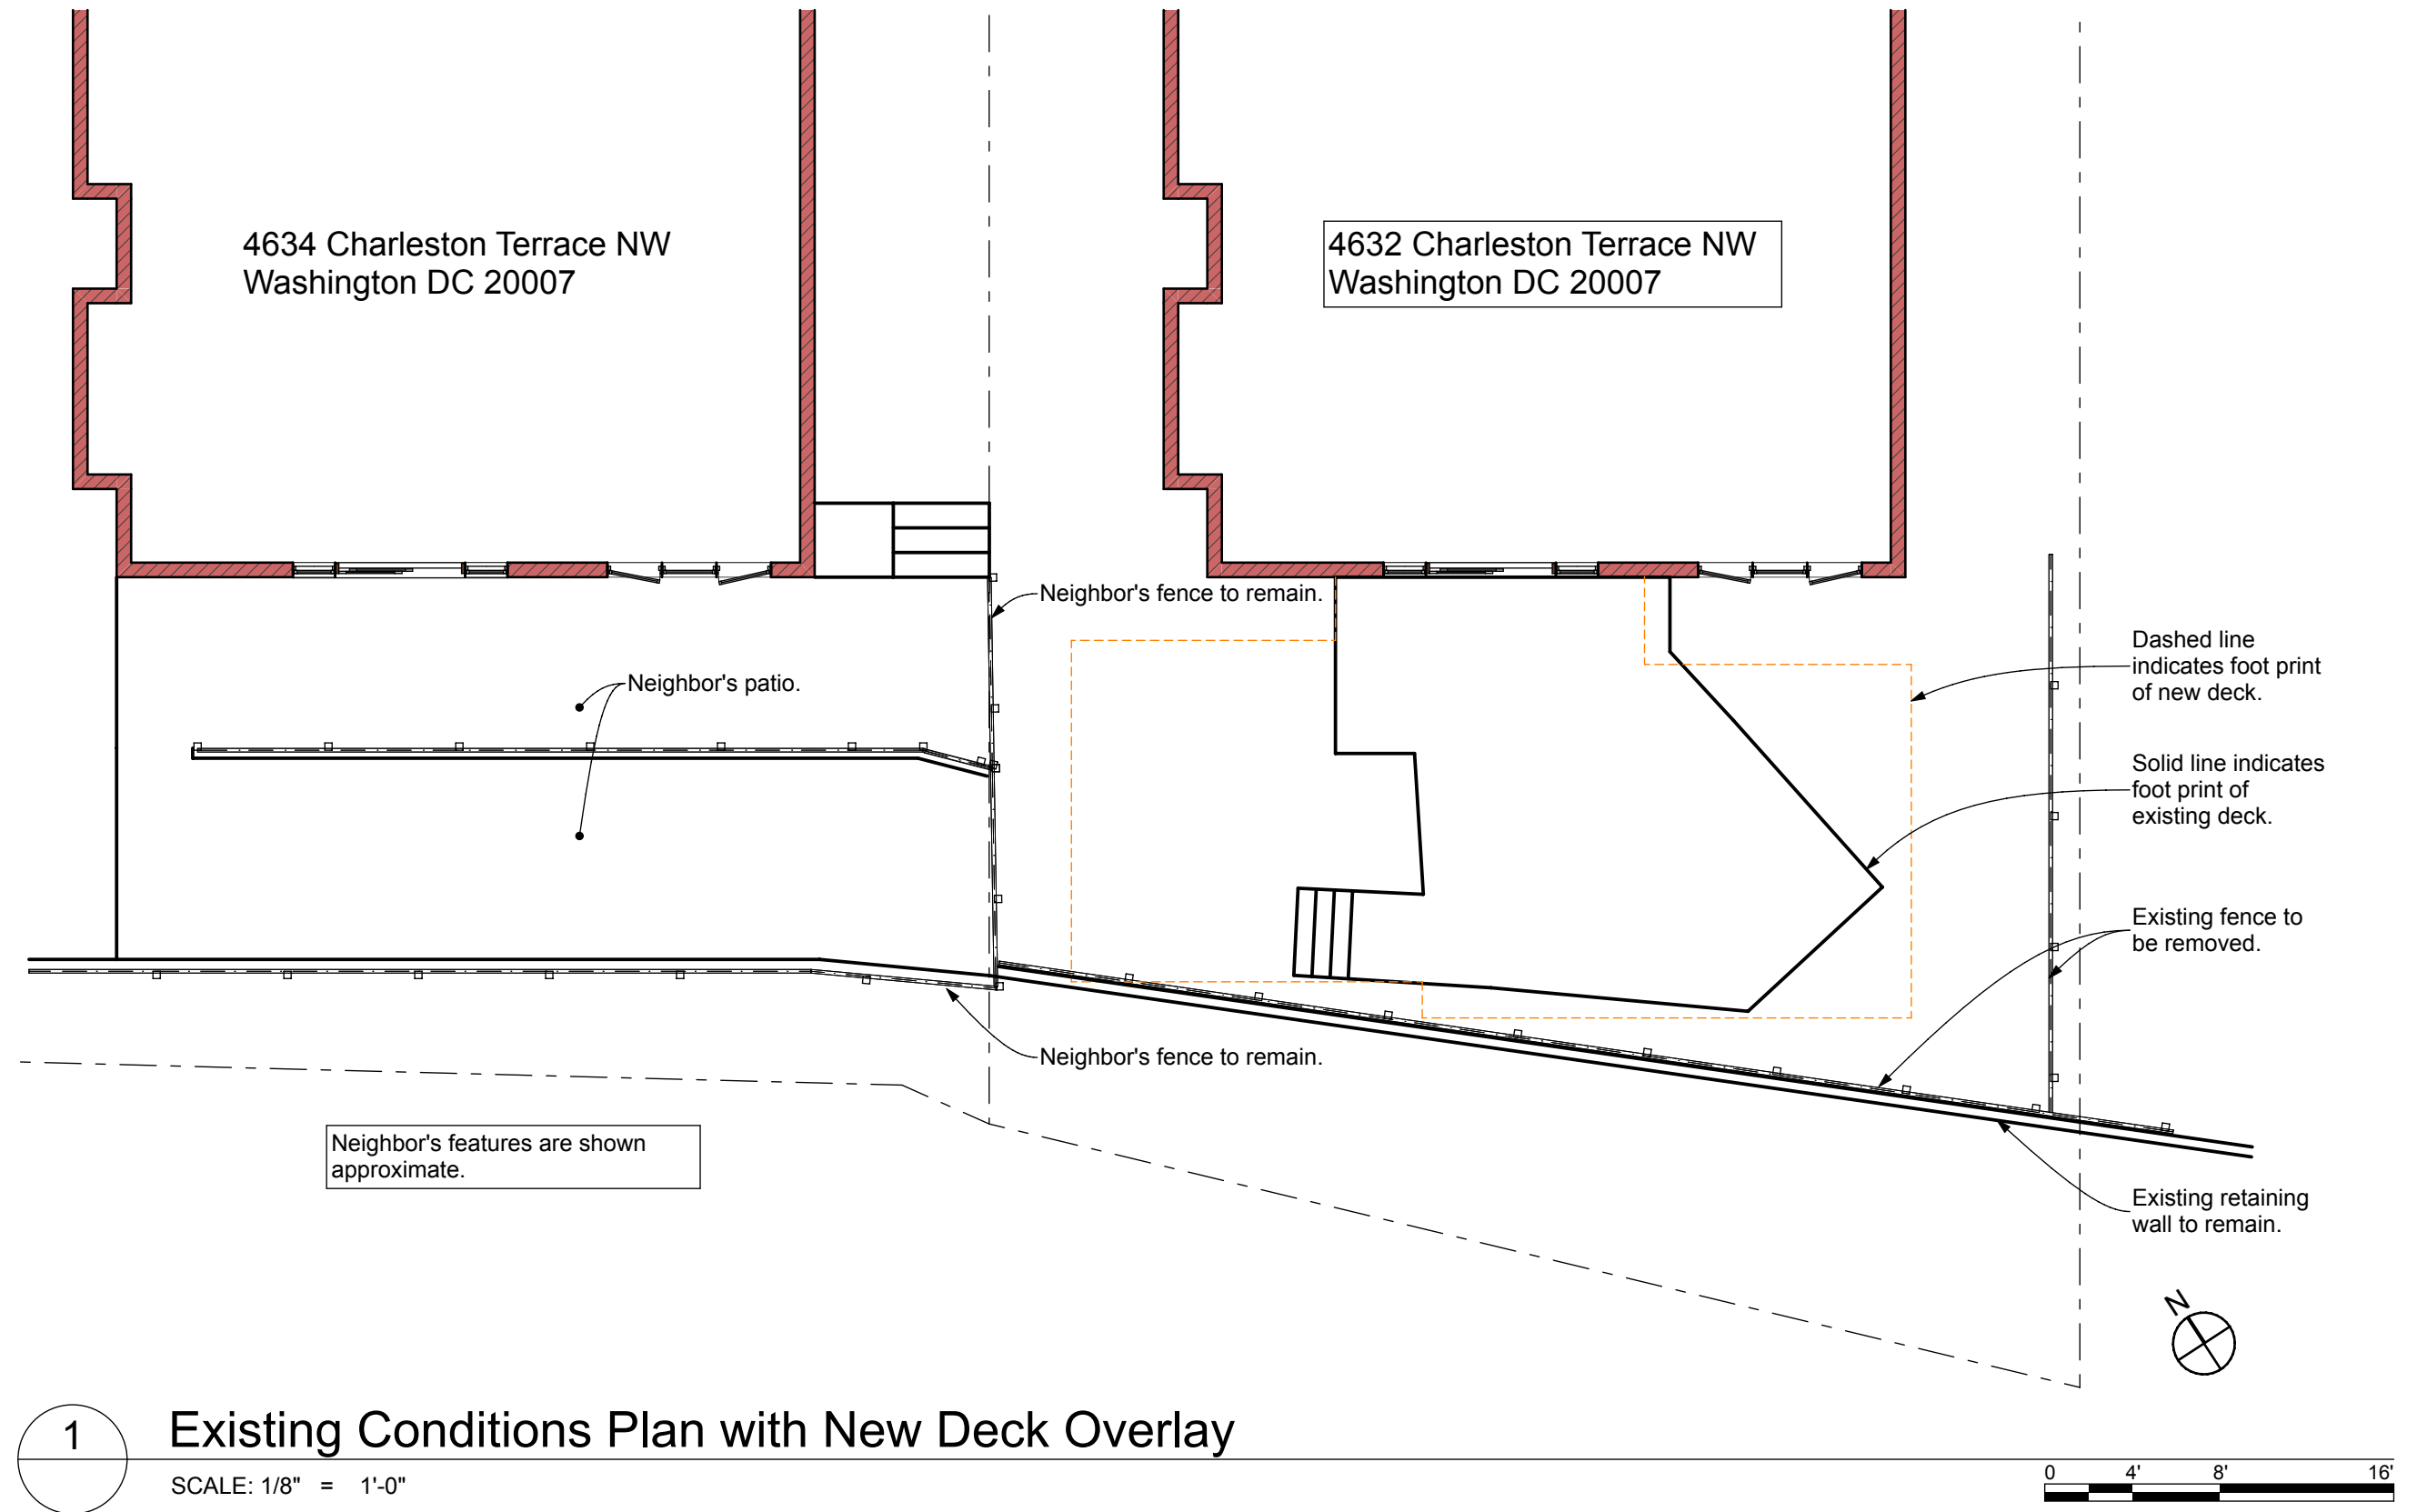 4634 Charleston Terrace NW
Washington DC 20007
4632 Charleston Terrace NW
Washington DC 20007
Neighbor's fence to remain.
Neighbor's patio.
Dashed line
indicates foot print
of new deck.
Solid line indicates
foot print of
existing deck.
Existing fence to
be removed.
Neighbor's fence to remain.
Neighbor's features are shown
approximate.
Existing retaining
wall to remain.
N
1
Existing Conditions Plan with New Deck Overlay
SCALE: 1/8" = 1'-0"
0 4' 8' 16'